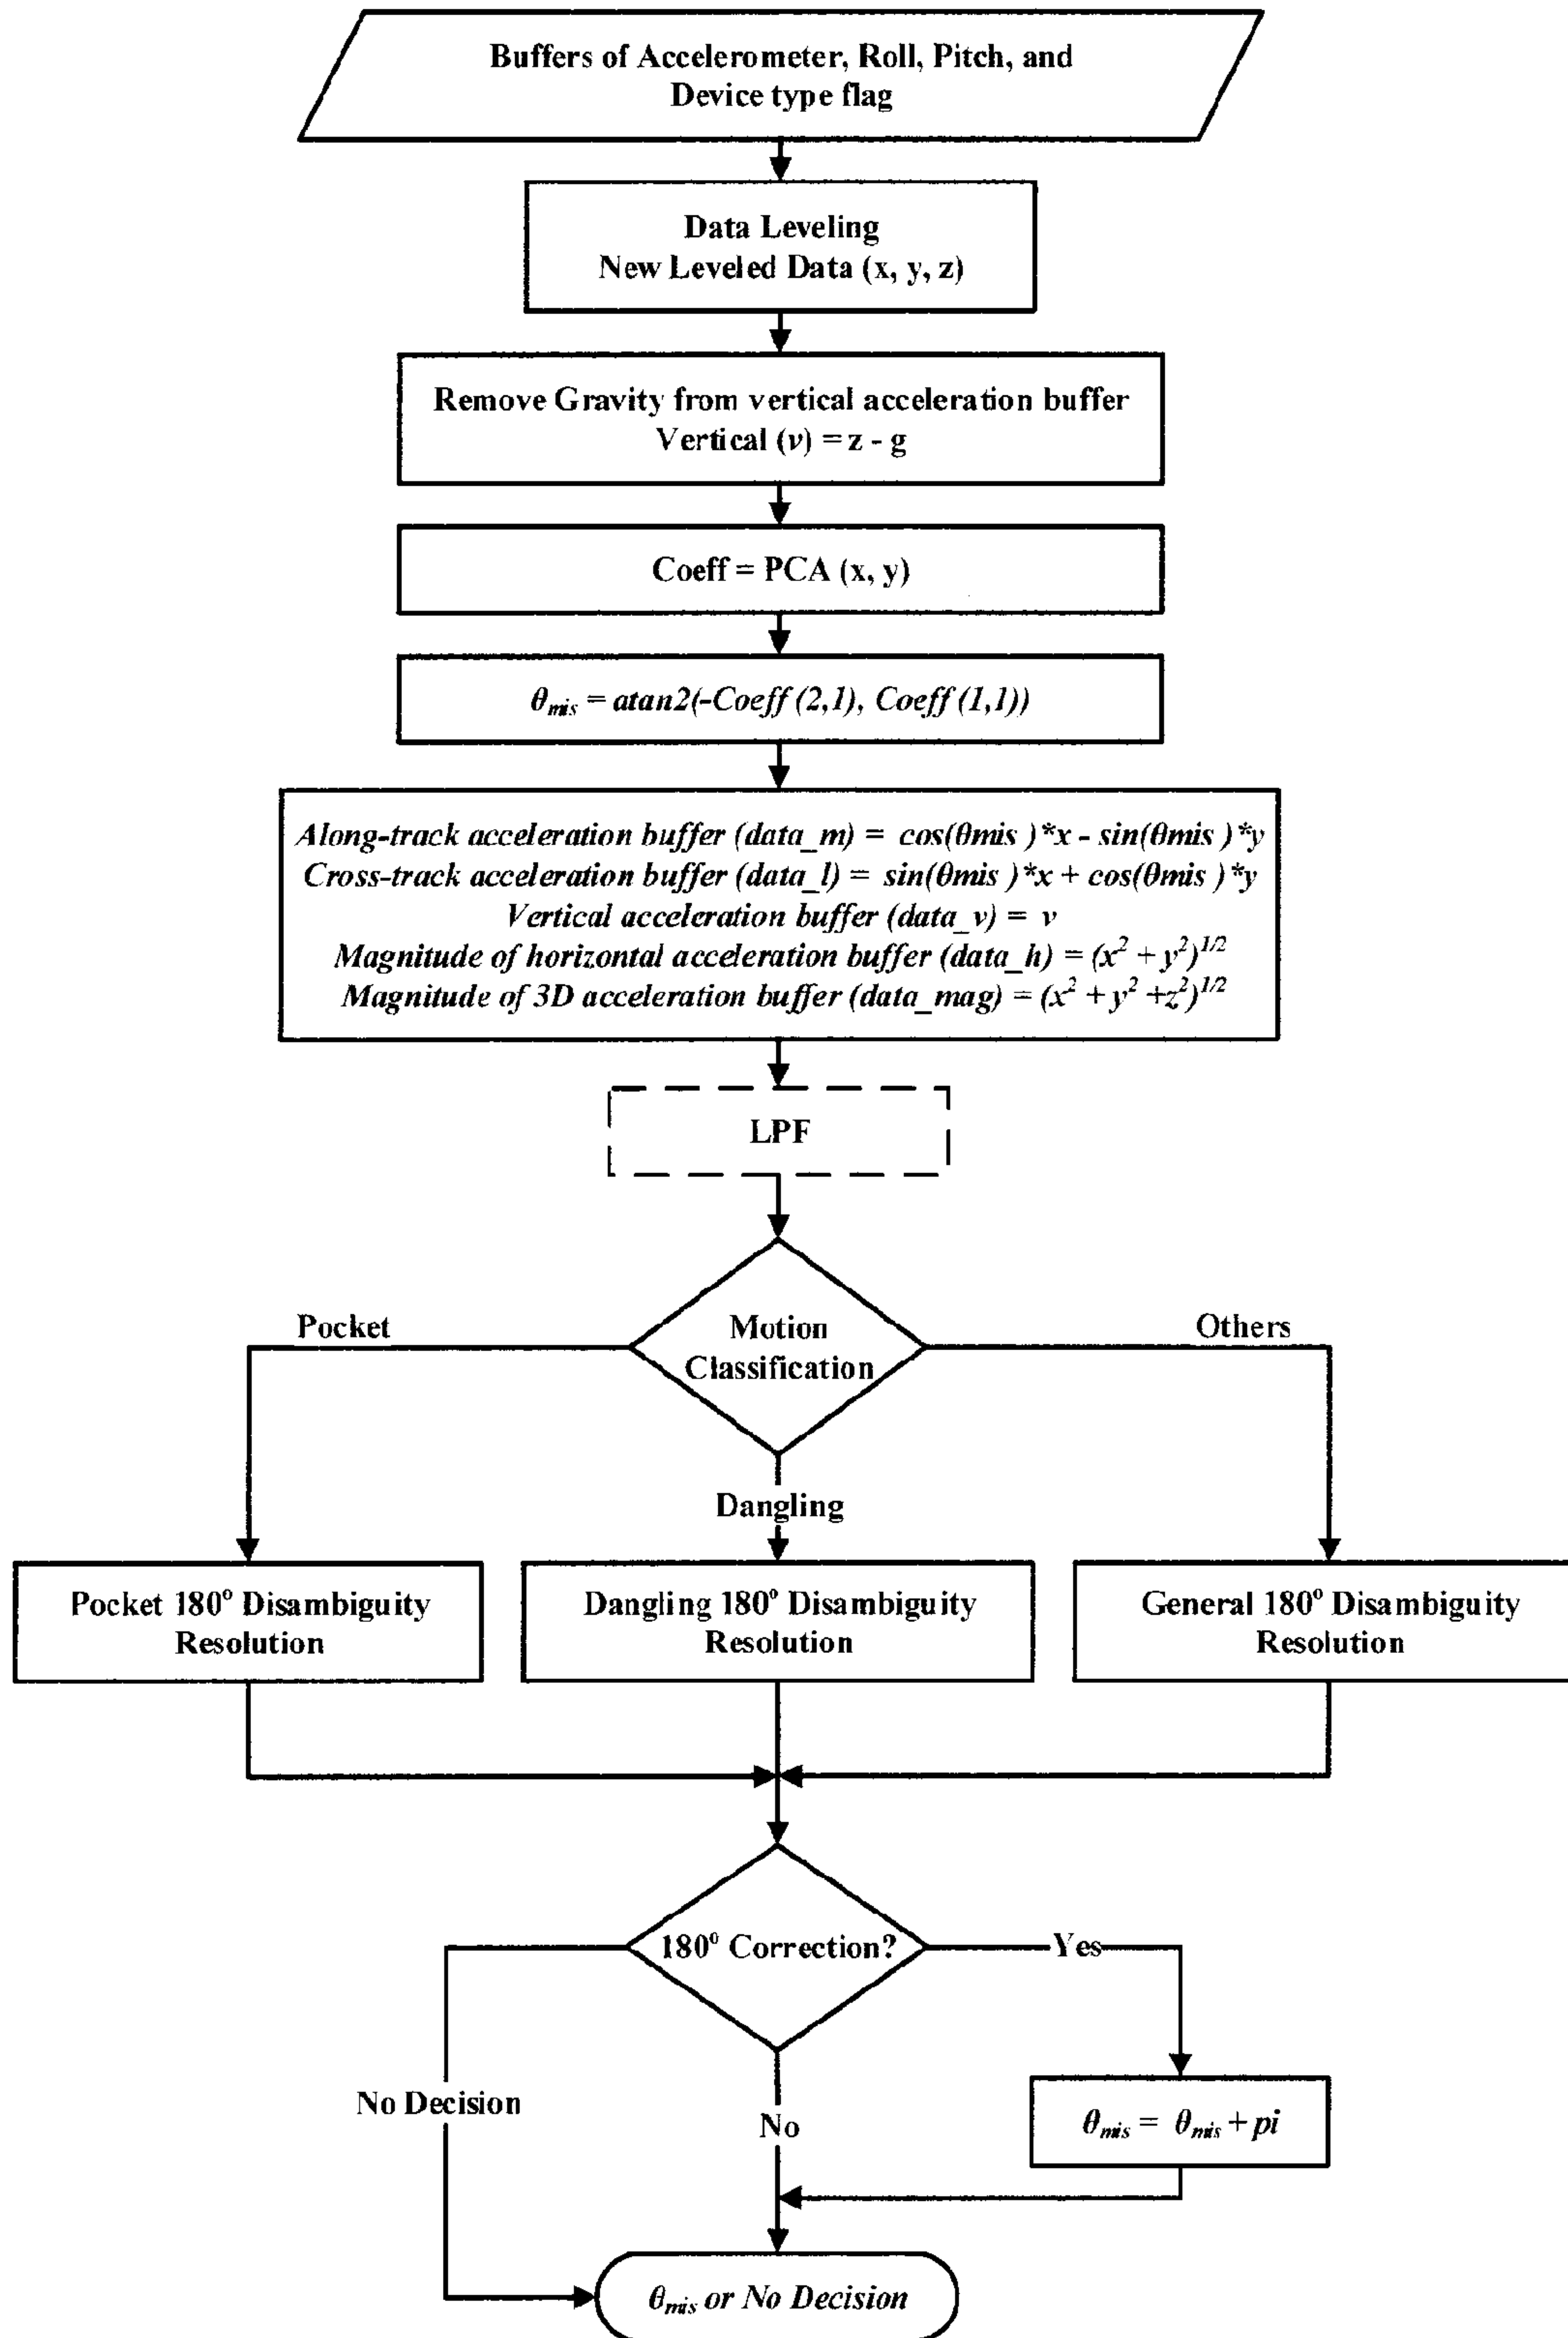 Buffers of Accelerometer, Roll, Pitch, and
Device type flag
Data Leveling
New Leveled Data (x, y, z)
Remove Gravity from vertical acceleration buffer
Vertical (v) = z - g
Coeff = PCA (x, y)
θmis = atan2(-Coeff (2,1), Coeff (1,1))
Along-track acceleration buffer (data_m) = cos(θmis )*x - sin(θmis )*y
Cross-track acceleration buffer (data_l) = sin(θmis )*x + cos(θmis )*y
Vertical acceleration buffer (data_v) = v
Magnitude of horizontal acceleration buffer (data_h) = (x² + y²)^1/2
Magnitude of 3D acceleration buffer (data_mag) = (x² + y² +z²)^1/2
LPF
Motion
Classification
Pocket
Others
Dangling
Pocket 180º Disambiguity
Resolution
Dangling 180º Disambiguity
Resolution
General 180º Disambiguity
Resolution
180º Correction?
Yes
No Decision
No
θmis = θmis + pi
θmis or No Decision